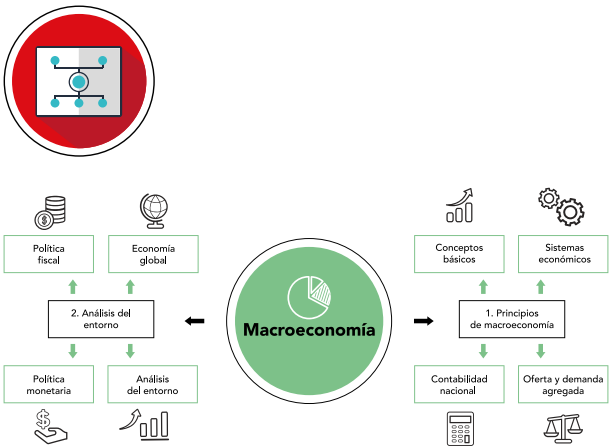 Política
fiscal
Economía
global
Conceptos
básicos
Sistemas
económicos
2. Análisis del
entorno
Macroeconomía
1. Principios
de macroeconomía
Política
monetaria
Análisis
del entorno
Contabilidad
nacional
Oferta y demanda
agregada